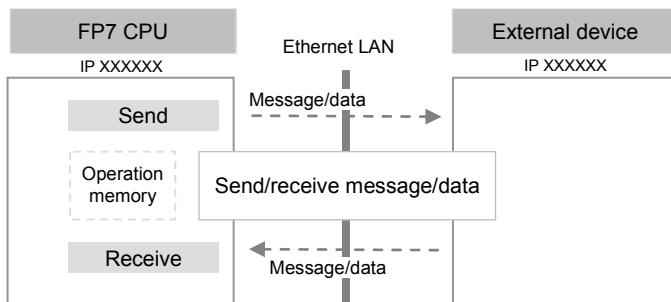 FP7 CPU
Ethernet LAN
External device
IP XXXXXX
IP XXXXXX
Message/data
Send
Operation
memory
Send/receive message/data
Receive
Message/data